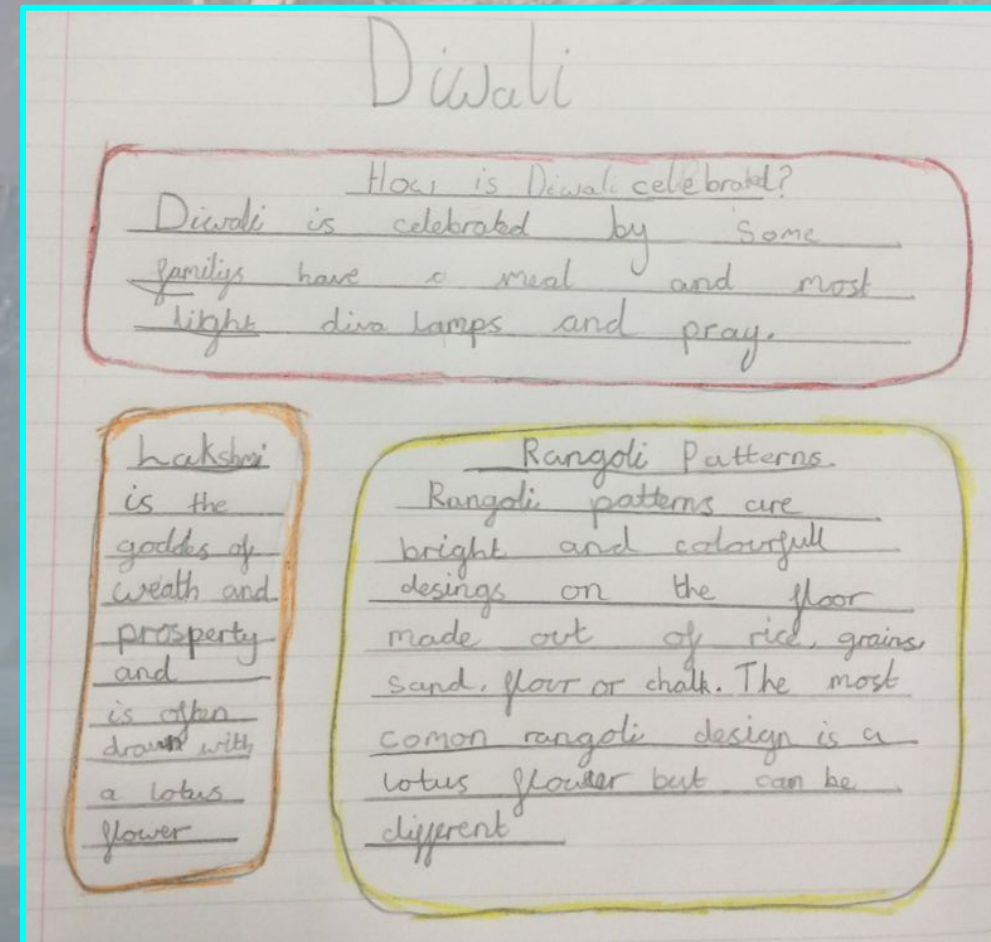 Diwali
How is Diwali celebrated?
Diwali is celebrated by some
familiys have a meal and most
light diva lamps and pray.
Lakshmi
is the
goddes of
weath and
prosperty
and
is often
drawn with
a lotus
flower
Rangoli Patterns.
Rangoli patterns are
bright and colourfull
desings on the floor
made out of rice, grains,
sand, flour or chalk. The most
comon rangoli design is a
lotus flower but can be
different